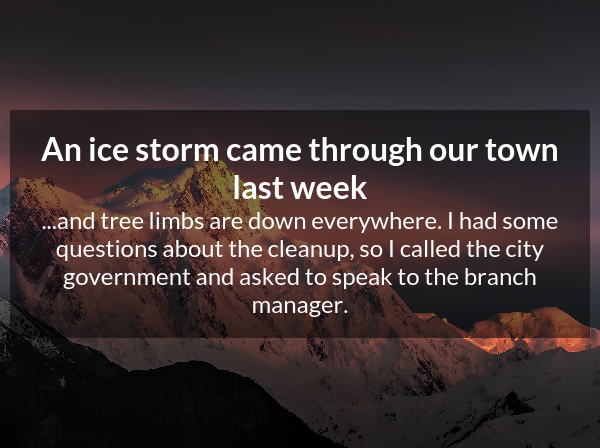 An ice storm came through our town
last week
...and tree limbs are down everywhere. I had some
questions about the cleanup, so I called the city
government and asked to speak to the branch
manager.